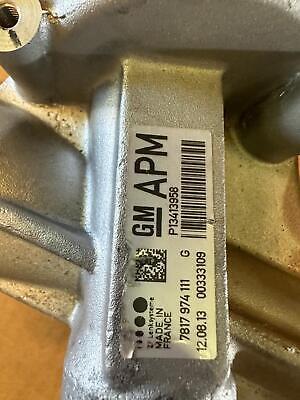 GM APM
P13413958
7817 974 111 G
12.08.13 00333109
ZF Lenksysteme
MADE IN
FRANCE